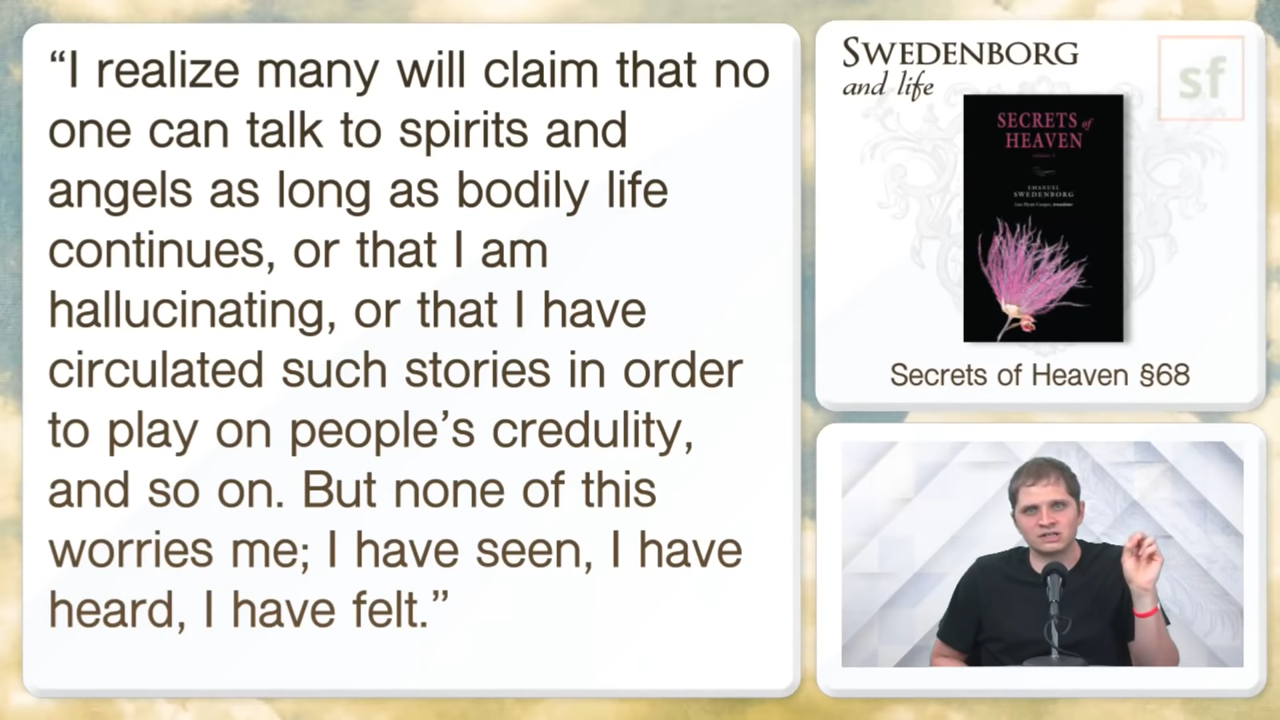 “I realize many will claim that no
one can talk to spirits and
angels as long as bodily life
continues, or that I am
hallucinating, or that I have
circulated such stories in order
to play on people’s credulity,
and so on. But none of this
worries me; I have seen, I have
heard, I have felt.”
SWEDENBORG
and life
sf
SECRETS of
HEAVEN
EMANUEL
SWEDENBORG
Secrets of Heaven §68